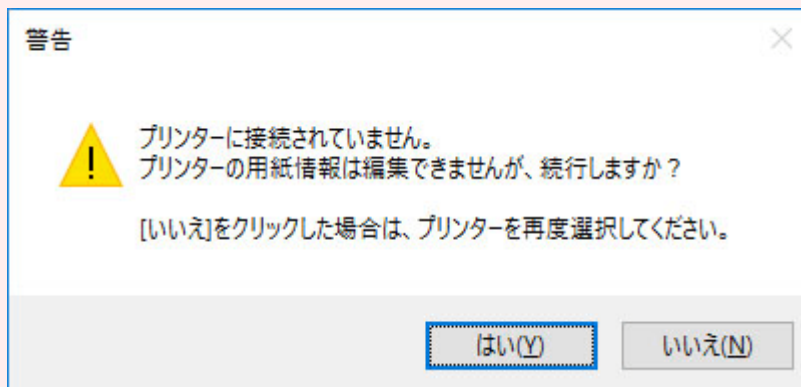 警告
プリンターに接続されていません。
プリンターの用紙情報は編集できませんが、続行しますか？
[いいえ]をクリックした場合は、プリンターを再度選択してください。
はい(Y)
いいえ(N)